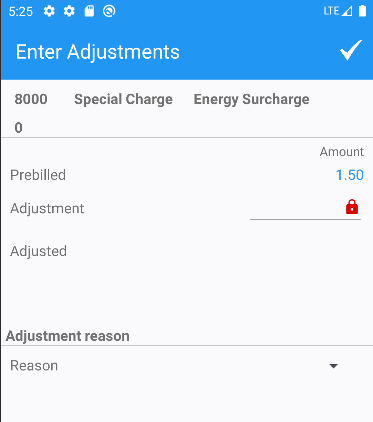 5:25 LTE
Enter Adjustments
8000 Special Charge Energy Surcharge
0
Amount
Prebilled 1.50
Adjustment
Adjusted
Adjustment reason
Reason